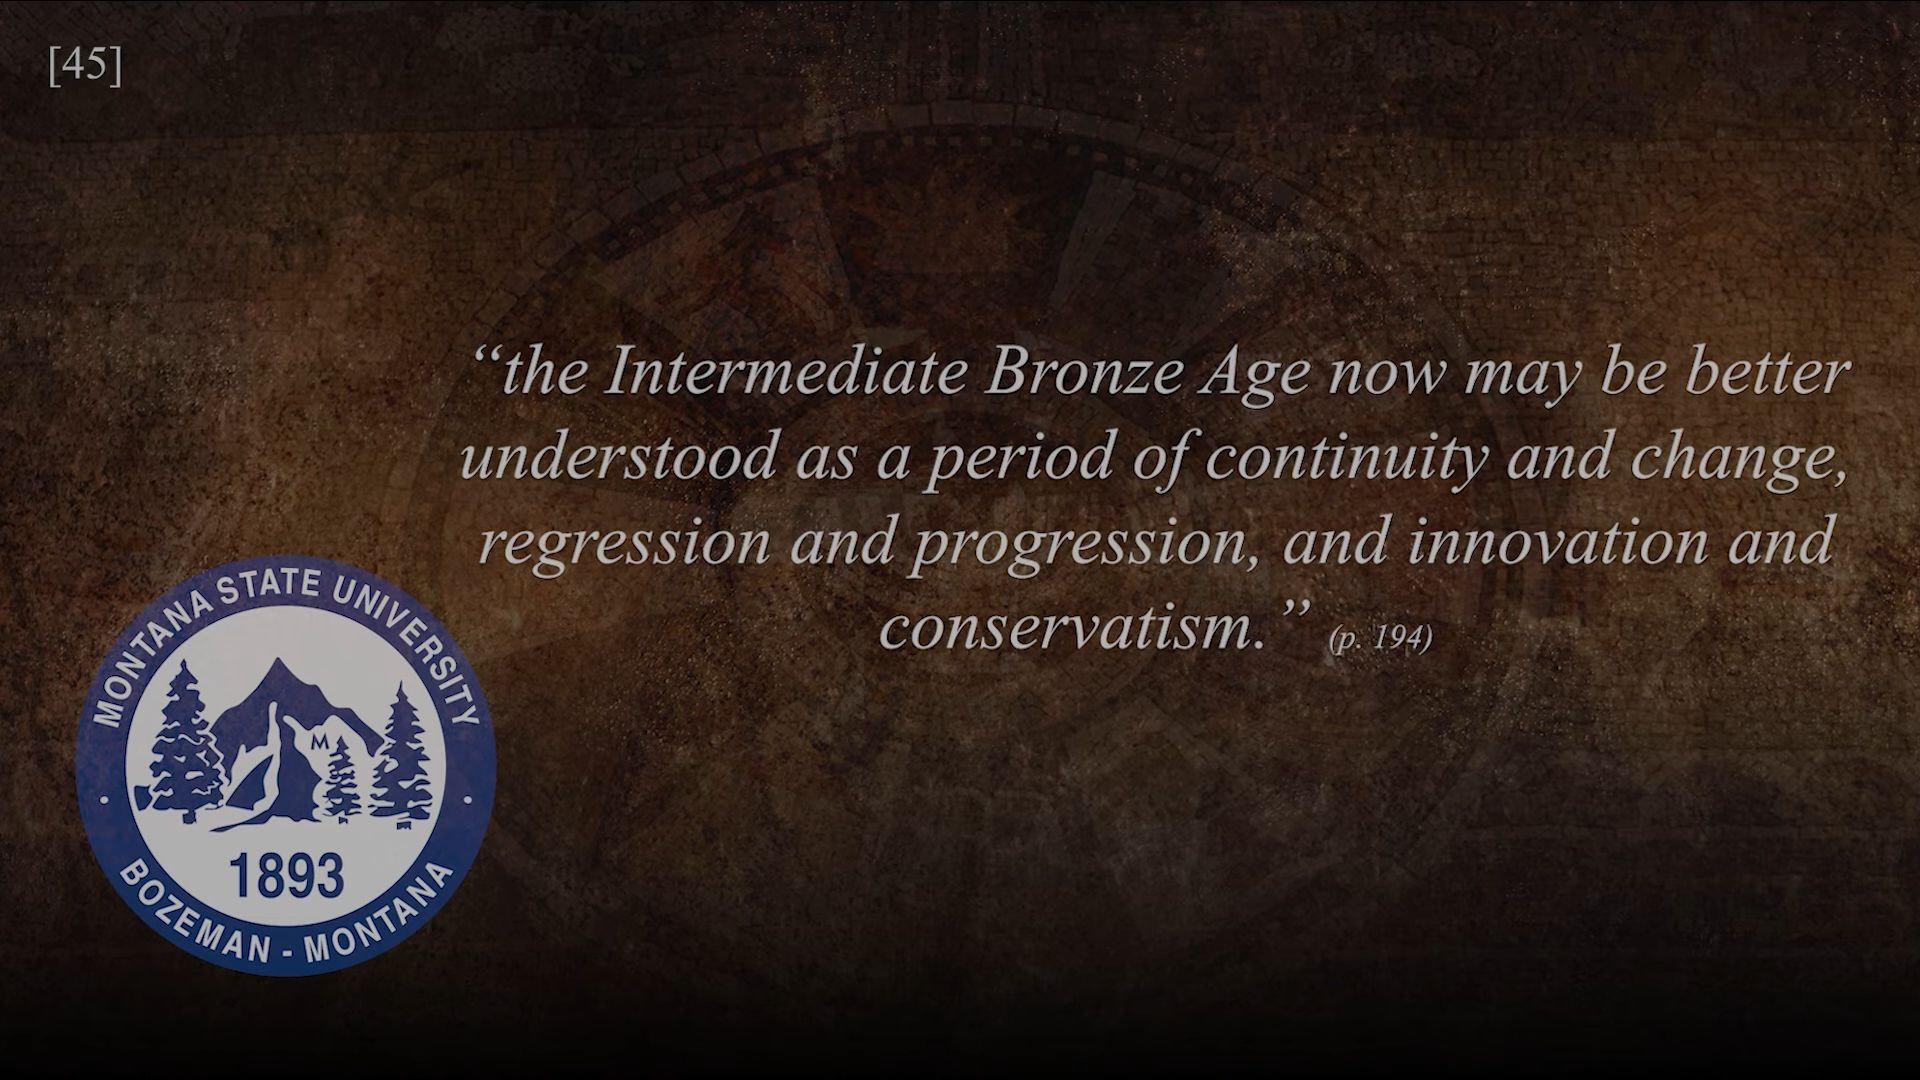 [45]
“the Intermediate Bronze Age now may be better
understood as a period of continuity and change,
regression and progression, and innovation and
conservatism.” (p. 194)
MONTANA STATE UNIVERSITY
M
1893
BOZEMAN - MONTANA